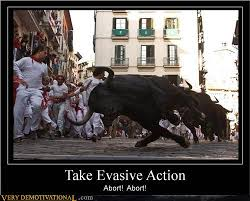 Take Evasive Action
Abort! Abort!
VERY DEMOTIVATIONAL.com